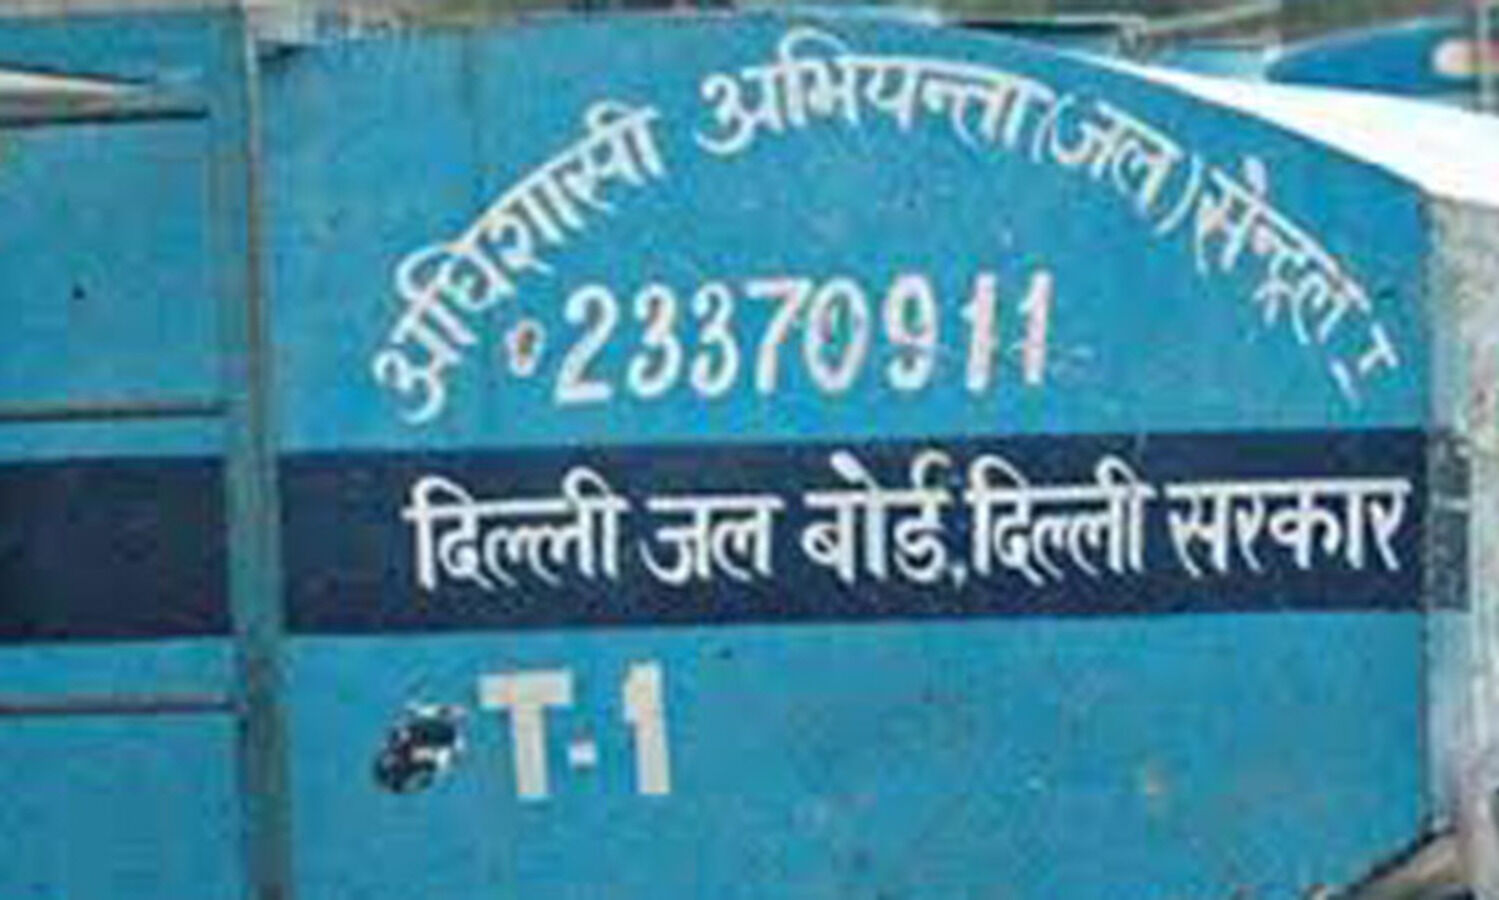 अधिशासी अभियन्ता (जल) सेन्ट्रल-I
23370911
दिल्ली जल बोर्ड, दिल्ली सरकार
T-1